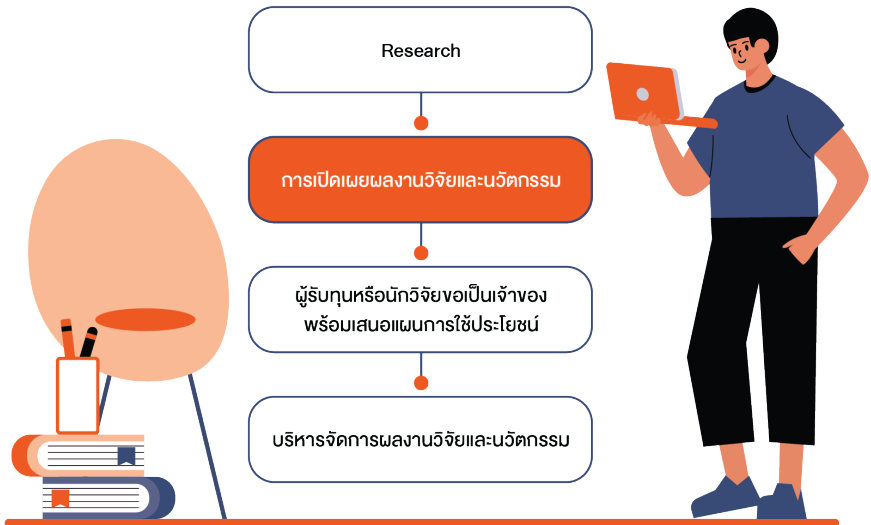 Research
การเปิดเผยผลงานวิจัยและนวัตกรรม
ผู้รับทุนหรือนักวิจัยขอเป็นเจ้าของ
พร้อมเสนอแผนการใช้ประโยชน์
บริหารจัดการผลงานวิจัยและนวัตกรรม